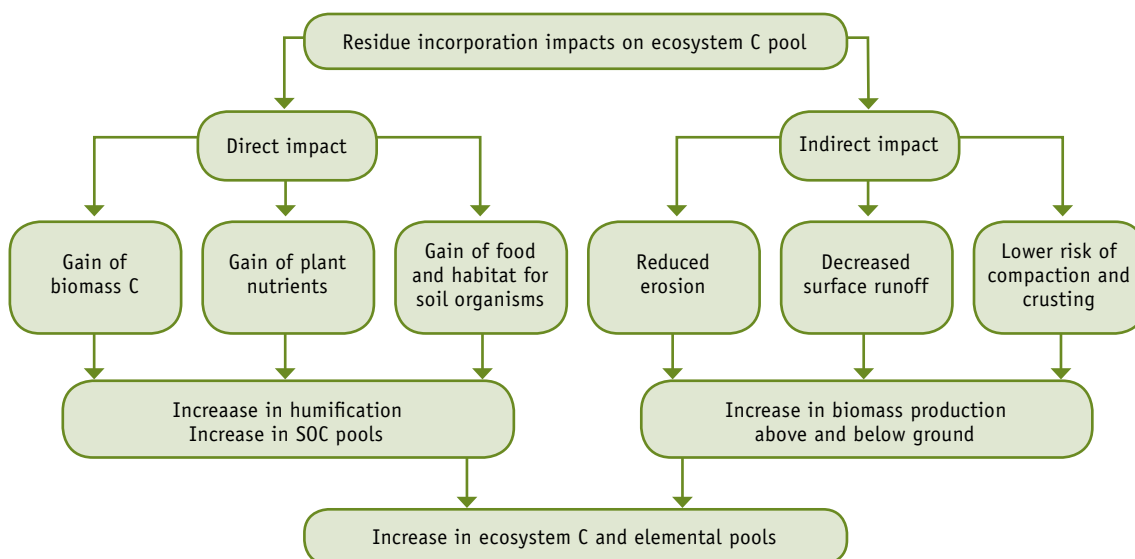 Residue incorporation impacts on ecosystem C pool
Direct impact
Indirect impact
Gain of
biomass C
Gain of plant
nutrients
Gain of food
and habitat for
soil organisms
Reduced
erosion
Decreased
surface runoff
Lower risk of
compaction and
crusting
Increaase in humification
Increase in SOC pools
Increase in biomass production
above and below ground
Increase in ecosystem C and elemental pools